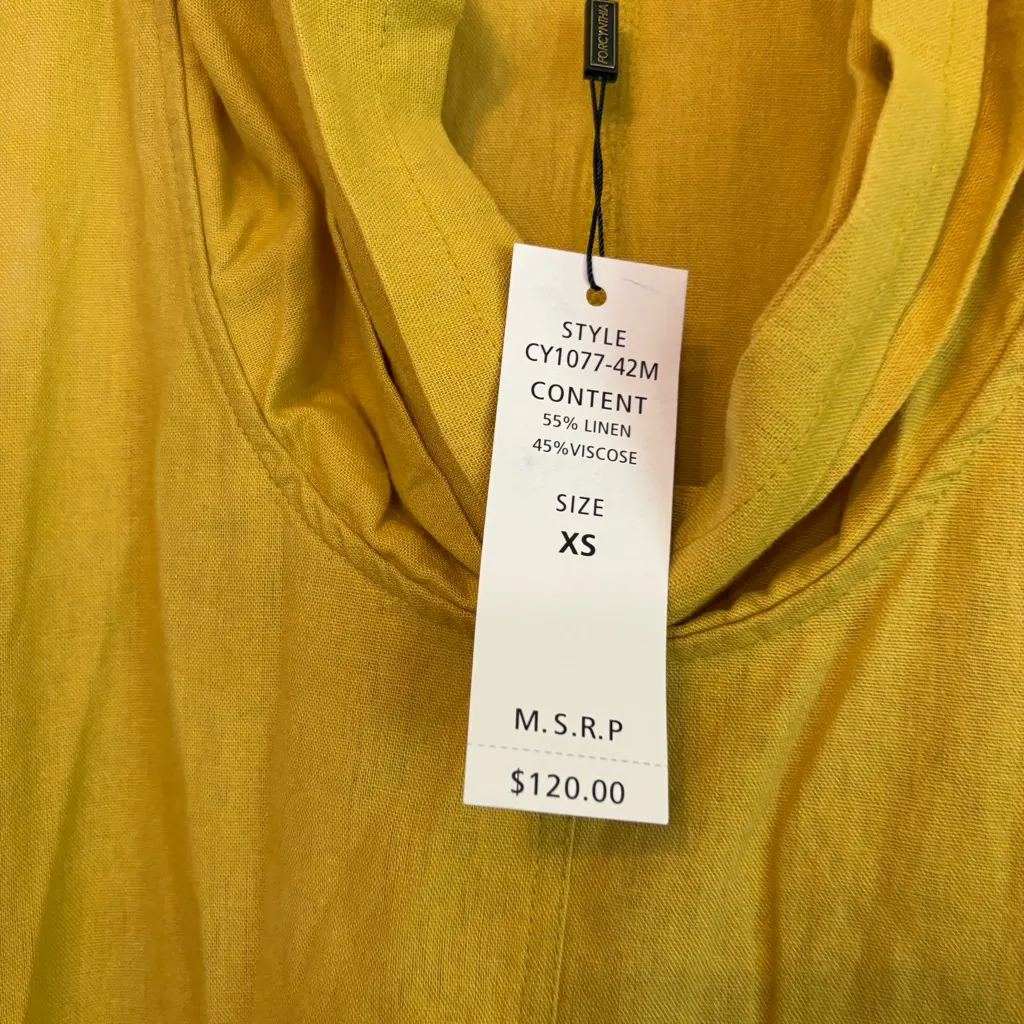 FORCYNTHIA
STYLE
CY1077-42M
CONTENT
55% LINEN
45%VISCOSE
SIZE
XS
M.S.R.P
$120.00